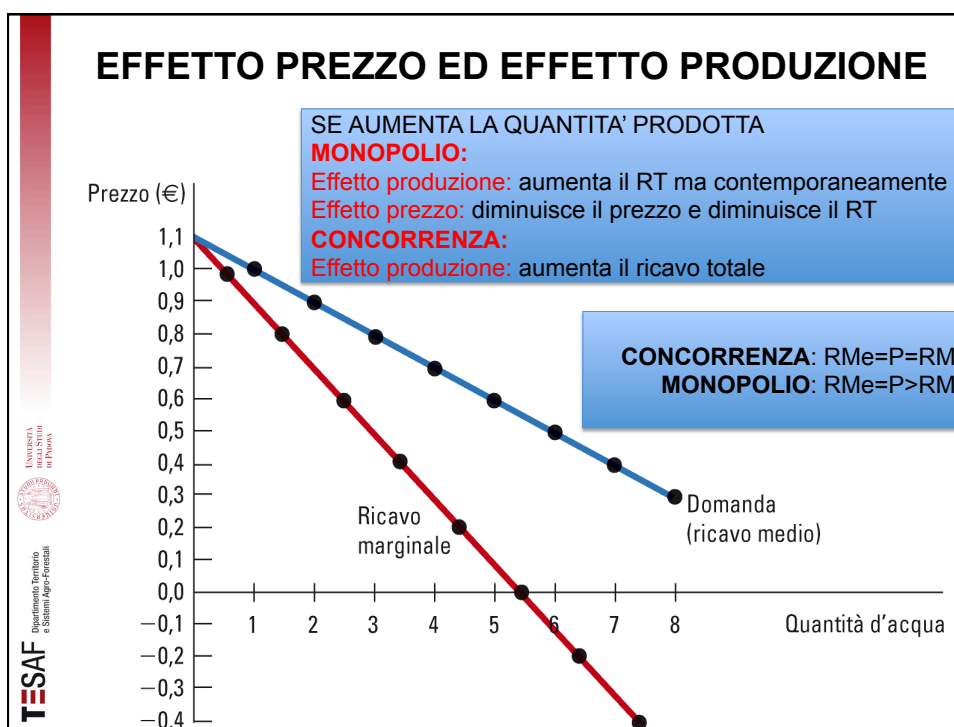 EFFETTO PREZZO ED EFFETTO PRODUZIONE
SE AUMENTA LA QUANTITA’ PRODOTTA
MONOPOLIO:
Effetto produzione: aumenta il RT ma contemporaneamente
Effetto prezzo: diminuisce il prezzo e diminuisce il RT
CONCORRENZA:
Effetto produzione: aumenta il ricavo totale
CONCORRENZA: RMe=P=RM
MONOPOLIO: RMe=P>RM
Prezzo (€)
1,1
1,0
0,9
0,8
0,7
0,6
0,5
0,4
0,3
0,2
0,1
0,0
−0,1
−0,2
−0,3
−0,4
Ricavo
marginale
Domanda
(ricavo medio)
1 2 3 4 5 6 7 8
Quantità d’acqua
UNIVERSITÀ
DEGLI STUDI
DI PADOVA
TESAF
Dipartimento Territorio
e Sistemi Agro-Forestali